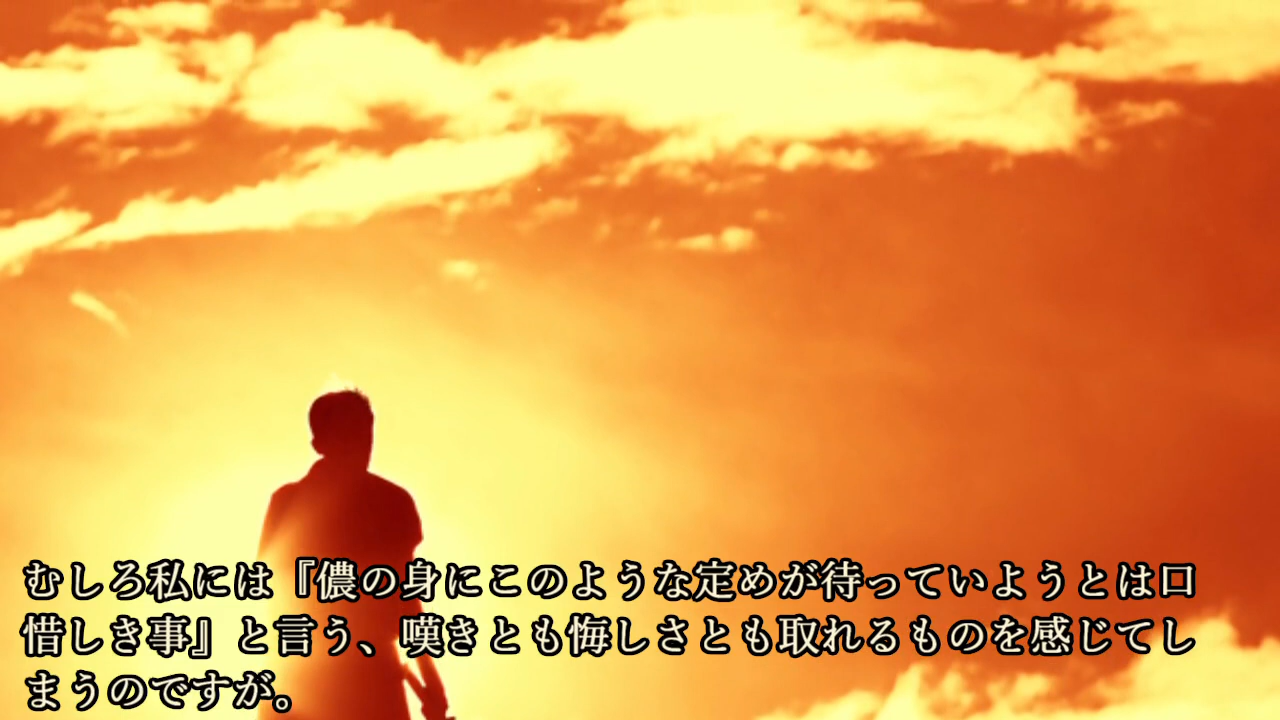 むしろ私には『儂の身にこのような定めが待っていようとは口
惜しき事』と言う、嘆きとも悔しさとも取れるものを感じてし
まうのですが。